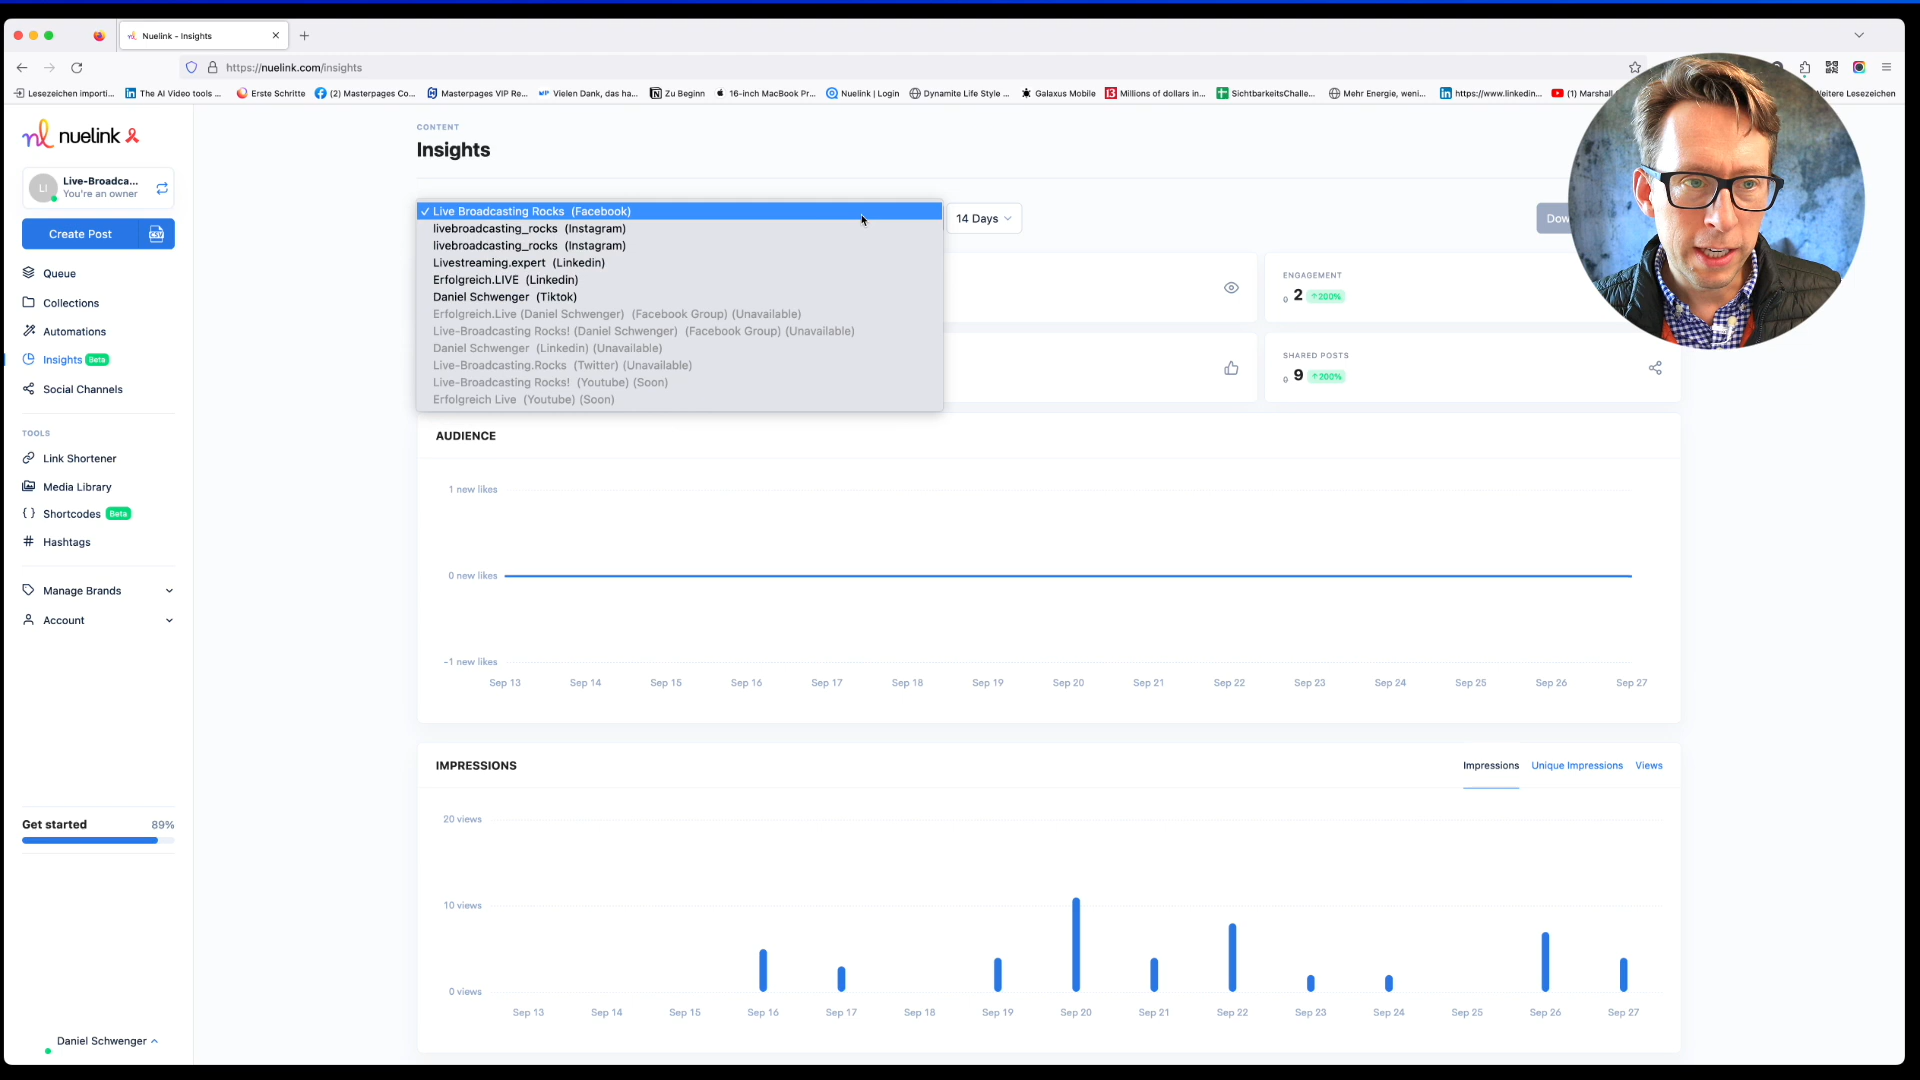 Nuelink - Insights
https://nuelink.com/insights
Lesezeichen importi...
The AI Video tools ...
Erste Schritte
(2) Masterpages Co...
Masterpages VIP Re...
Vielen Dank, das ha...
Zu Beginn
16-inch MacBook Pr...
Nuelink | Login
Dynamite Life Style ...
Galaxus Mobile
Millions of dollars in...
SichtbarkeitsChalle...
Mehr Energie, weni...
https://www.linkedin...
(1) Marshall
Weitere Lesezeichen
nuelink
LI
Live-Broadca...
You're an owner
Create Post
CSV
Queue
Collections
Automations
Insights Beta
Social Channels
TOOLS
Link Shortener
Media Library
Shortcodes Beta
Hashtags
Manage Brands
Account
Get started 89%
Daniel Schwenger
CONTENT
Insights
✓ Live Broadcasting Rocks (Facebook)
livebroadcasting_rocks (Instagram)
livebroadcasting_rocks (Instagram)
Livestreaming.expert (Linkedin)
Erfolgreich.LIVE (Linkedin)
Daniel Schwenger (Tiktok)
Erfolgreich.Live (Daniel Schwenger) (Facebook Group) (Unavailable)
Live-Broadcasting Rocks! (Daniel Schwenger) (Facebook Group) (Unavailable)
Daniel Schwenger (Linkedin) (Unavailable)
Live-Broadcasting.Rocks (Twitter) (Unavailable)
Live-Broadcasting Rocks! (Youtube) (Soon)
Erfolgreich Live (Youtube) (Soon)
14 Days
Dow
ENGAGEMENT
0 2 ↑200%
SHARED POSTS
0 9 ↑200%
AUDIENCE
1 new likes
0 new likes
-1 new likes
Sep 13 Sep 14 Sep 15 Sep 16 Sep 17 Sep 18 Sep 19 Sep 20 Sep 21 Sep 22 Sep 23 Sep 24 Sep 25 Sep 26 Sep 27
IMPRESSIONS
Impressions Unique Impressions Views
20 views
10 views
0 views
Sep 13 Sep 14 Sep 15 Sep 16 Sep 17 Sep 18 Sep 19 Sep 20 Sep 21 Sep 22 Sep 23 Sep 24 Sep 25 Sep 26 Sep 27